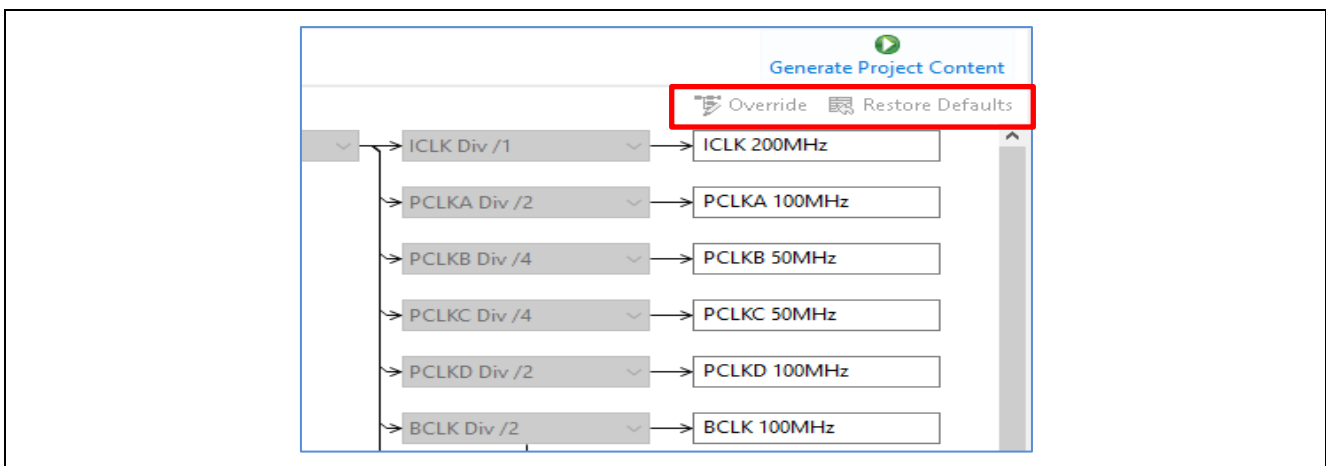 Generate Project Content
Override Restore Defaults
ICLK Div /1 ICLK 200MHz
PCLKA Div /2 PCLKA 100MHz
PCLKB Div /4 PCLKB 50MHz
PCLKC Div /4 PCLKC 50MHz
PCLKD Div /2 PCLKD 100MHz
BCLK Div /2 BCLK 100MHz